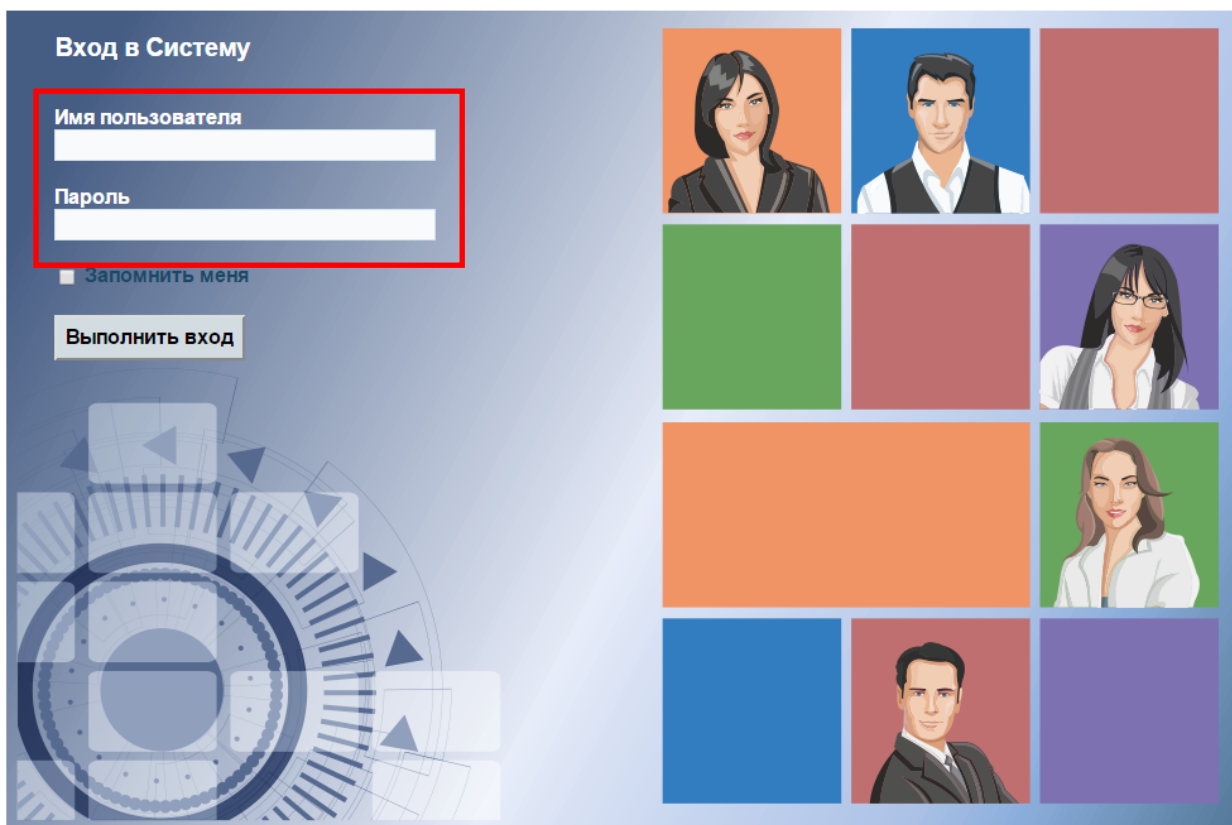 Вход в Систему
Имя пользователя
Пароль
Запомнить меня
Выполнить вход